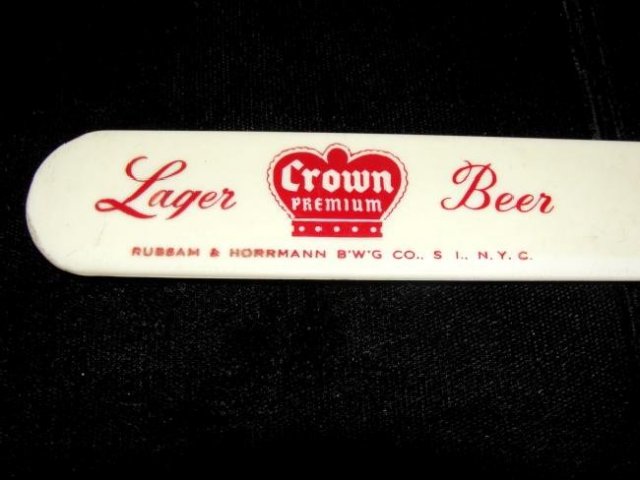 Lager Crown PREMIUM Beer
RUBSAM & HORRMANN B'W'G CO., S I., N.Y.C.